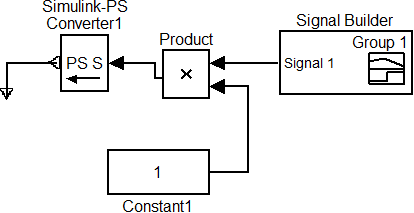 Simulink-PS
Converter1
PS S
Product
×
Signal Builder
Group 1
Signal 1
1
Constant1